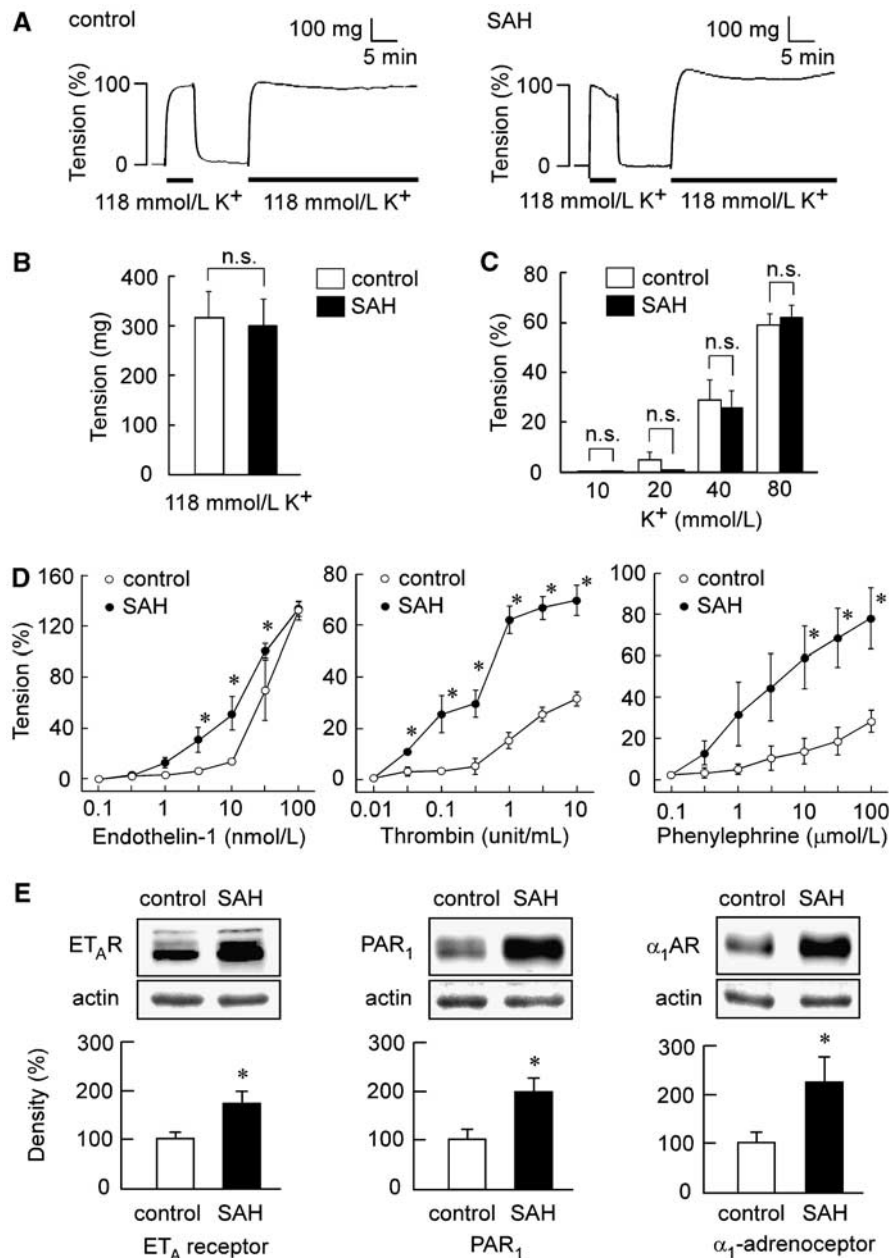 A
control
100 mg
5 min
SAH
100 mg
5 min
Tension (%)
100
0
118 mmol/L K⁺ 118 mmol/L K⁺
Tension (%)
100
0
118 mmol/L K⁺ 118 mmol/L K⁺
B
n.s.
control
SAH
Tension (mg)
400
300
200
100
0
118 mmol/L K⁺
C
control
SAH
n.s.
n.s.
n.s.
n.s.
Tension (%)
80
60
40
20
0
10 20 40 80
K⁺ (mmol/L)
D
control
SAH
Tension (%)
160
120
80
40
0
* * *
0.1 1 10 100
Endothelin-1 (nmol/L)
control
SAH
80
60
40
20
0
* * * * * *
0.01 0.1 1 10
Thrombin (unit/mL)
control
SAH
100
80
60
40
20
0
* * *
0.1 1 10 100
Phenylephrine (μmol/L)
E
control SAH
ET_AR
actin
Density (%)
300
200
100
0
*
control SAH
ET_A receptor
control SAH
PAR₁
actin
300
200
100
0
*
control SAH
PAR₁
control SAH
α₁AR
actin
300
200
100
0
*
control SAH
α₁-adrenoceptor